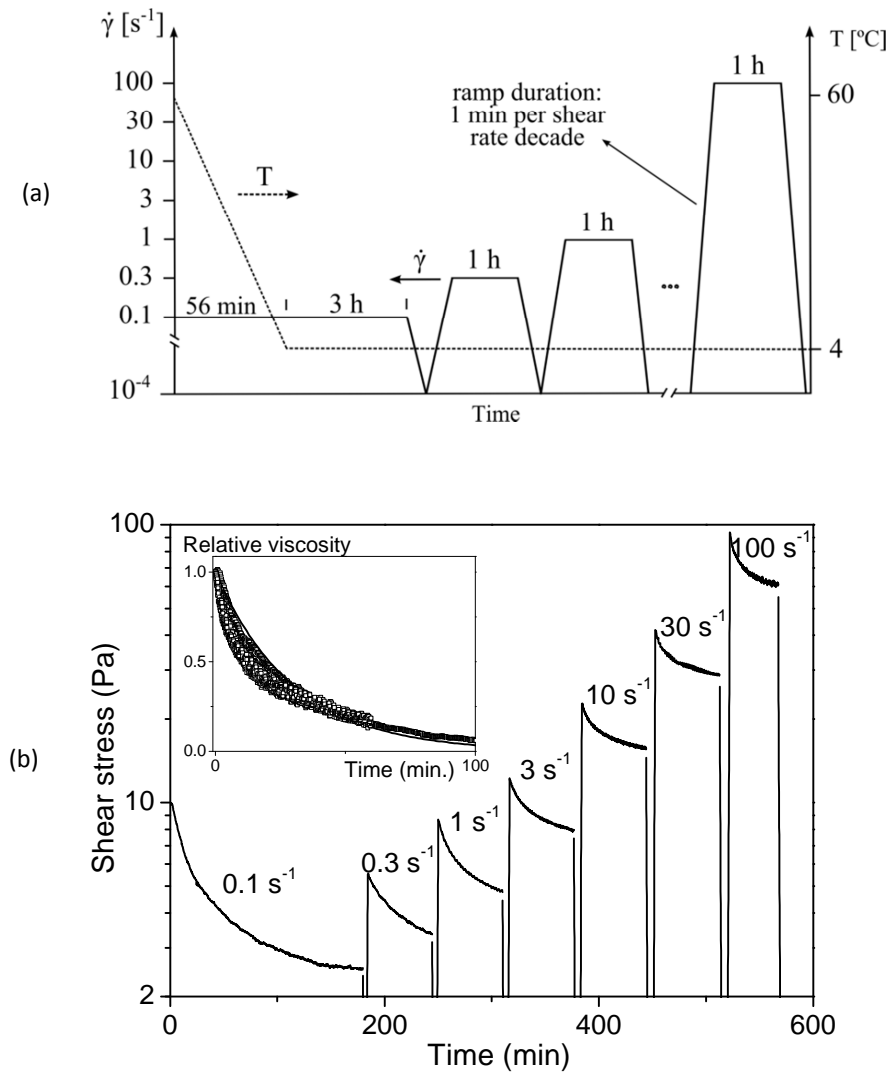 γ̇ [s⁻¹]
T [ºC]
100
30
10
3
1
0.3
0.1
10⁻⁴
60
4
(a)
T
56 min
3 h
γ̇
1 h
1 h
1 h
ramp duration:
1 min per shear
rate decade
...
Time
(b)
Shear stress (Pa)
100
10
2
Relative viscosity
1.0
0.5
0.0
0
Time (min.)
100
0.1 s⁻¹
0.3 s⁻¹
1 s⁻¹
3 s⁻¹
10 s⁻¹
30 s⁻¹
100 s⁻¹
0
200
400
600
Time (min)